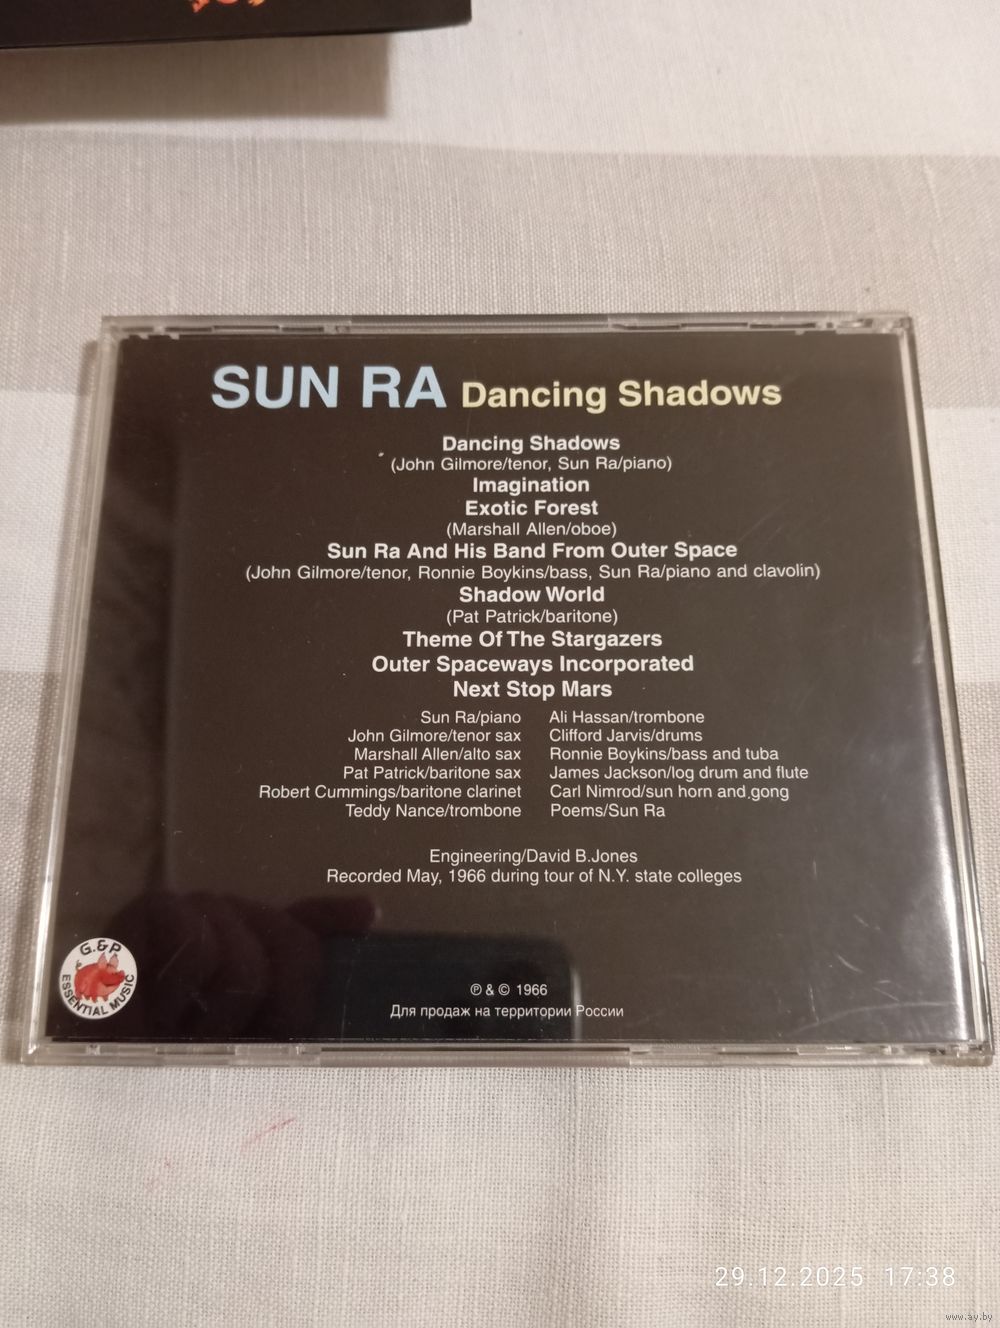 SUN RA Dancing Shadows
Dancing Shadows
(John Gilmore/tenor, Sun Ra/piano)
Imagination
Exotic Forest
(Marshall Allen/oboe)
Sun Ra And His Band From Outer Space
(John Gilmore/tenor, Ronnie Boykins/bass, Sun Ra/piano and clavolin)
Shadow World
(Pat Patrick/baritone)
Theme Of The Stargazers
Outer Spaceways Incorporated
Next Stop Mars
Sun Ra/piano
John Gilmore/tenor sax
Marshall Allen/alto sax
Pat Patrick/baritone sax
Robert Cummings/baritone clarinet
Teddy Nance/trombone
Ali Hassan/trombone
Clifford Jarvis/drums
Ronnie Boykins/bass and tuba
James Jackson/log drum and flute
Carl Nimrod/sun horn and gong
Poems/Sun Ra
Engineering/David B.Jones
Recorded May, 1966 during tour of N.Y. state colleges
G.&P
ESSENTIAL MUSIC
℗ & © 1966
Для продаж на территории России
29.12.2025 17:38
www.ay.by